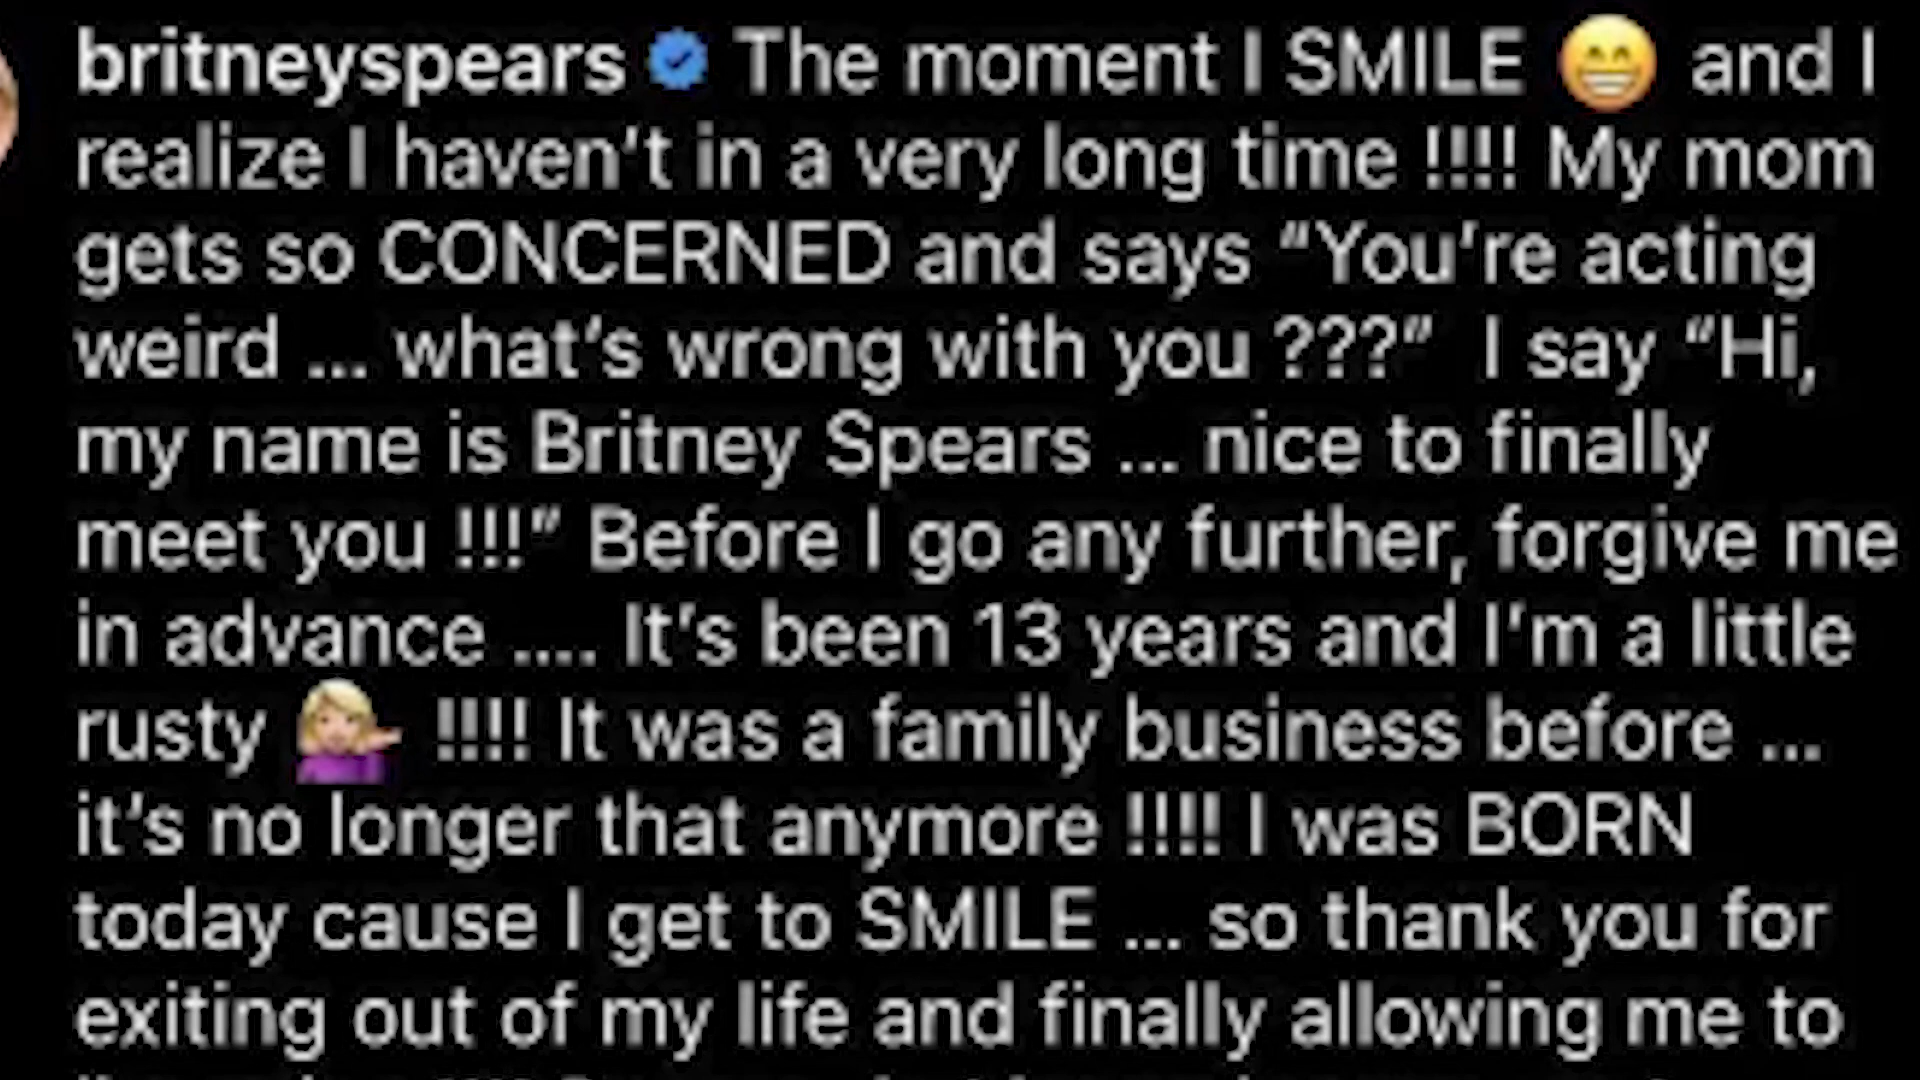 britneyspears The moment I SMILE 😁 and I
realize I haven't in a very long time !!!! My mom
gets so CONCERNED and says “You're acting
weird ... what's wrong with you ???”  I say “Hi,
my name is Britney Spears ... nice to finally
meet you !!!” Before I go any further, forgive me
in advance .... It's been 13 years and I'm a little
rusty 💁🏼‍♀️ !!!! It was a family business before ...
it's no longer that anymore !!!! I was BORN
today cause I get to SMILE ... so thank you for
exiting out of my life and finally allowing me to